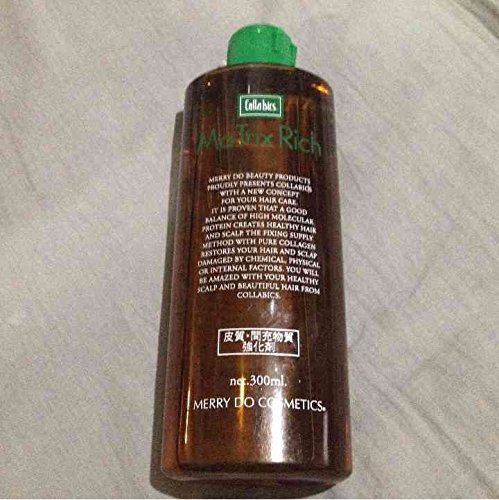 Collabics.
Ma Trix Rich
MERRY DO BEAUTY PRODUCTS
PROUDLY PRESENTS COLLABICS
WITH A NEW CONCEPT
FOR YOUR HAIR CARE.
IT IS PROVEN THAT A GOOD
BALANCE OF HIGH MOLECULAR
PROTEIN CREATES HEALTHY HAIR
AND SCALP. THE FIXING SUPPLY
METHOD WITH PURE COLLAGEN
RESTORES YOUR HAIR AND SCLAP
DAMAGED BY CHEMICAL, PHYSICAL
OR INTERNAL FACTORS. YOU WILL
BE AMAZED WITH YOUR HEALTHY
SCALP AND BEAUTIFUL HAIR FROM
COLLABICS.
皮質・間充物質
強化剤
net.300ml.
MERRY DO COSMETICS®